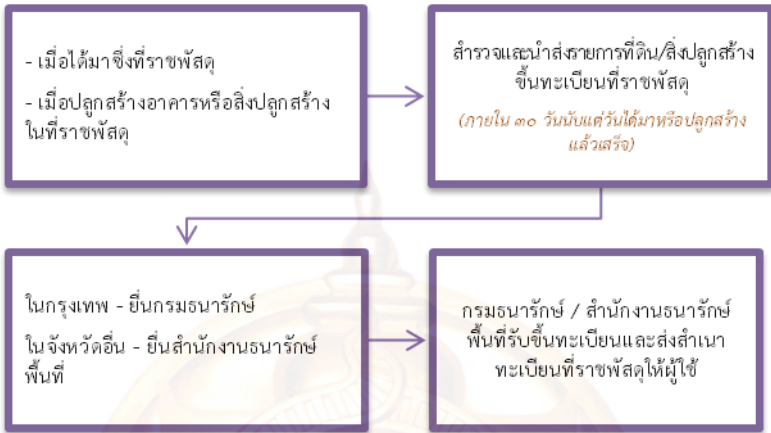 - เมื่อได้มาซึ่งที่ราชพัสดุ
- เมื่อปลูกสร้างอาคารหรือสิ่งปลูกสร้าง
ในที่ราชพัสดุ
สำรวจและนำส่งรายการที่ดิน/สิ่งปลูกสร้าง
ขึ้นทะเบียนที่ราชพัสดุ
(ภายใน ๓๐ วันนับแต่วันได้มาหรือปลูกสร้าง
แล้วเสร็จ)
ในกรุงเทพ - ยื่นกรมธนารักษ์
ในจังหวัดอื่น - ยื่นสำนักงานธนารักษ์
พื้นที่
กรมธนารักษ์ / สำนักงานธนารักษ์
พื้นที่รับขึ้นทะเบียนและส่งสำเนา
ทะเบียนที่ราชพัสดุให้ผู้ใช้